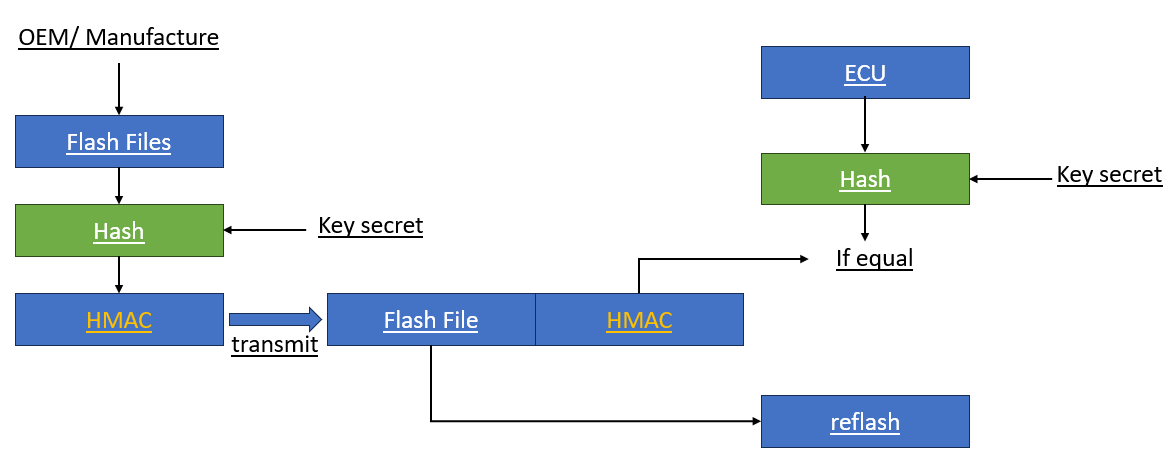 OEM/ Manufacture
Flash Files
Hash
Key secret
HMAC
transmit
Flash File
HMAC
ECU
Hash
Key secret
If equal
reflash